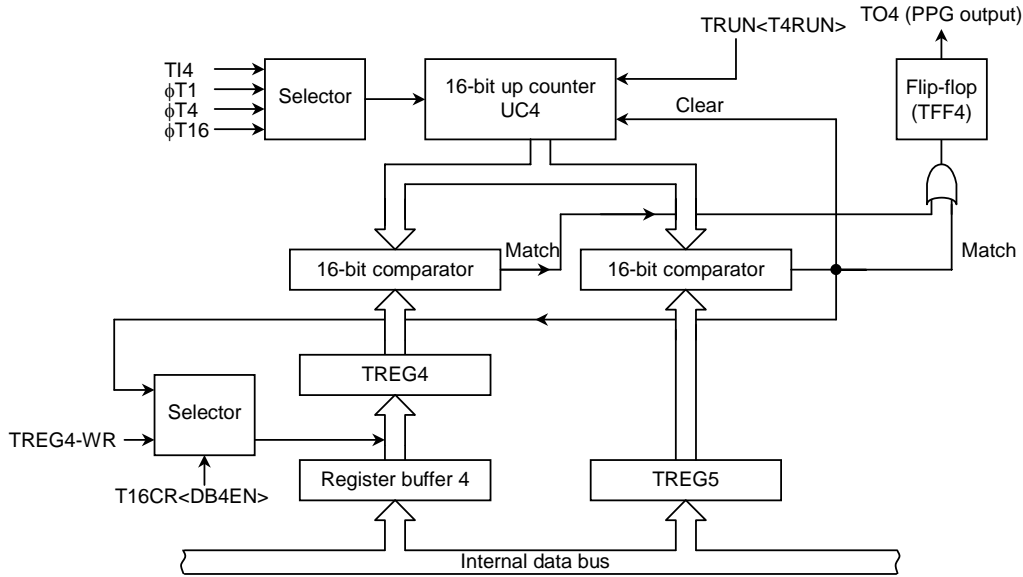 TO4 (PPG output)
TRUN<T4RUN>
TI4
ϕT1
ϕT4
ϕT16
Selector
16-bit up counter
UC4
Clear
Flip-flop
(TFF4)
Match
16-bit comparator
16-bit comparator
Match
TREG4
Selector
TREG4-WR
T16CR<DB4EN>
Register buffer 4
TREG5
Internal data bus